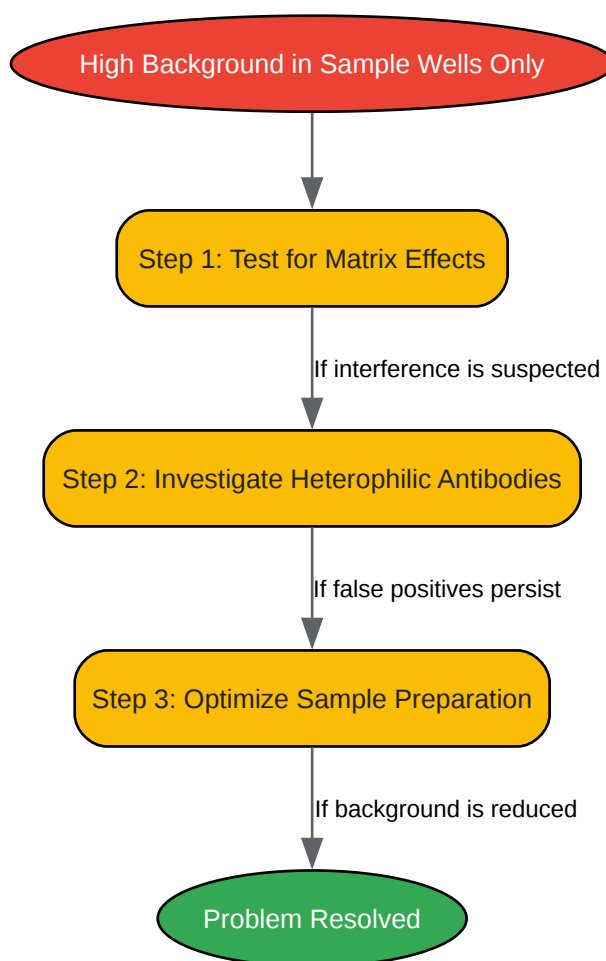 High Background in Sample Wells Only
Step 1: Test for Matrix Effects
If interference is suspected
Step 2: Investigate Heterophilic Antibodies
If false positives persist
Step 3: Optimize Sample Preparation
If background is reduced
Problem Resolved